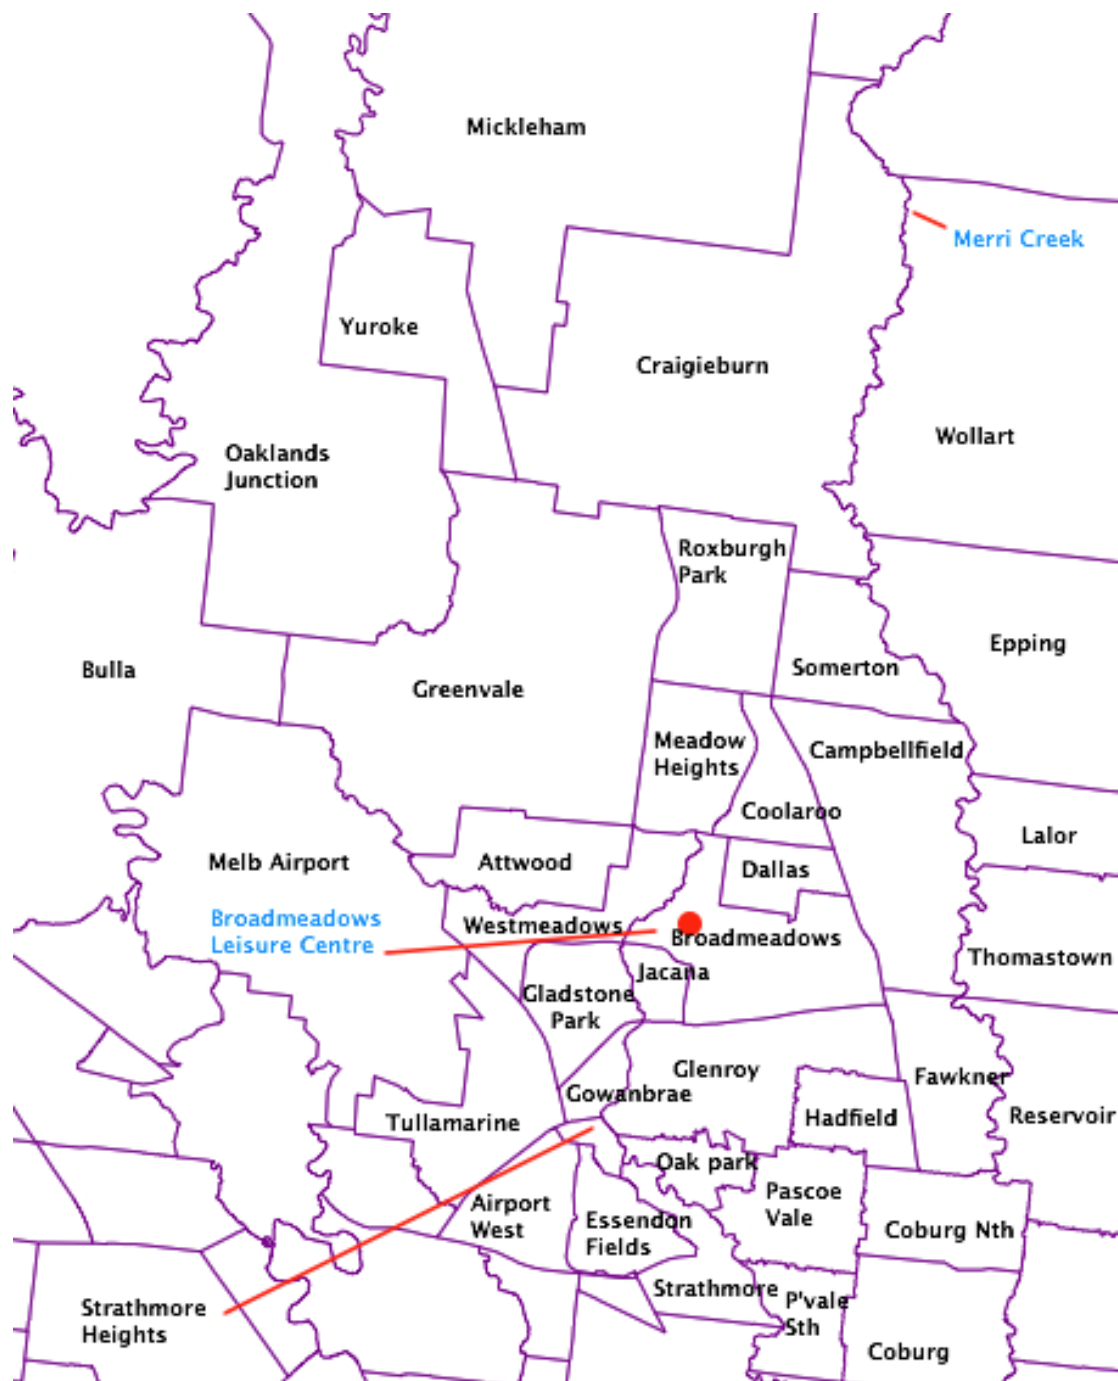 Mickleham
Merri Creek
Yuroke
Craigieburn
Wollart
Oaklands
Junction
Roxburgh
Park
Epping
Somerton
Bulla
Greenvale
Meadow
Heights
Campbellfield
Coolaroo
Lalor
Melb Airport
Attwood
Dallas
Broadmeadows
Leisure Centre
Westmeadows
Broadmeadows
Thomastown
Jacana
Gladstone
Park
Glenroy
Fawkner
Gowanbrae
Hadfield
Reservoir
Tullamarine
Oak park
Pascoe
Vale
Airport
West
Essendon
Fields
Coburg Nth
Strathmore
Strathmore
Heights
P'vale
Sth
Coburg